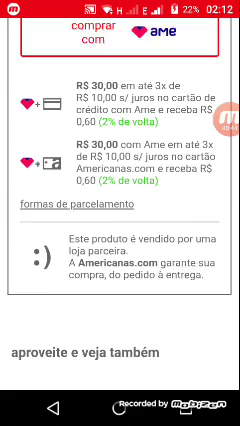 H E 22% 02:12
comprar
com
ame
R$ 30,00 em até 3x de
R$ 10,00 s/ juros no cartão de
crédito com Ame e receba R$
0,60 (2% de volta)
R$ 30,00 com Ame em até 3x
de R$ 10,00 s/ juros no cartão
Americanas.com e receba R$
0,60 (2% de volta)
formas de parcelamento
:)
Este produto é vendido por uma
loja parceira.
A Americanas.com garante sua
compra, do pedido à entrega.
00:44
aproveite e veja também
Recorded by mobizen